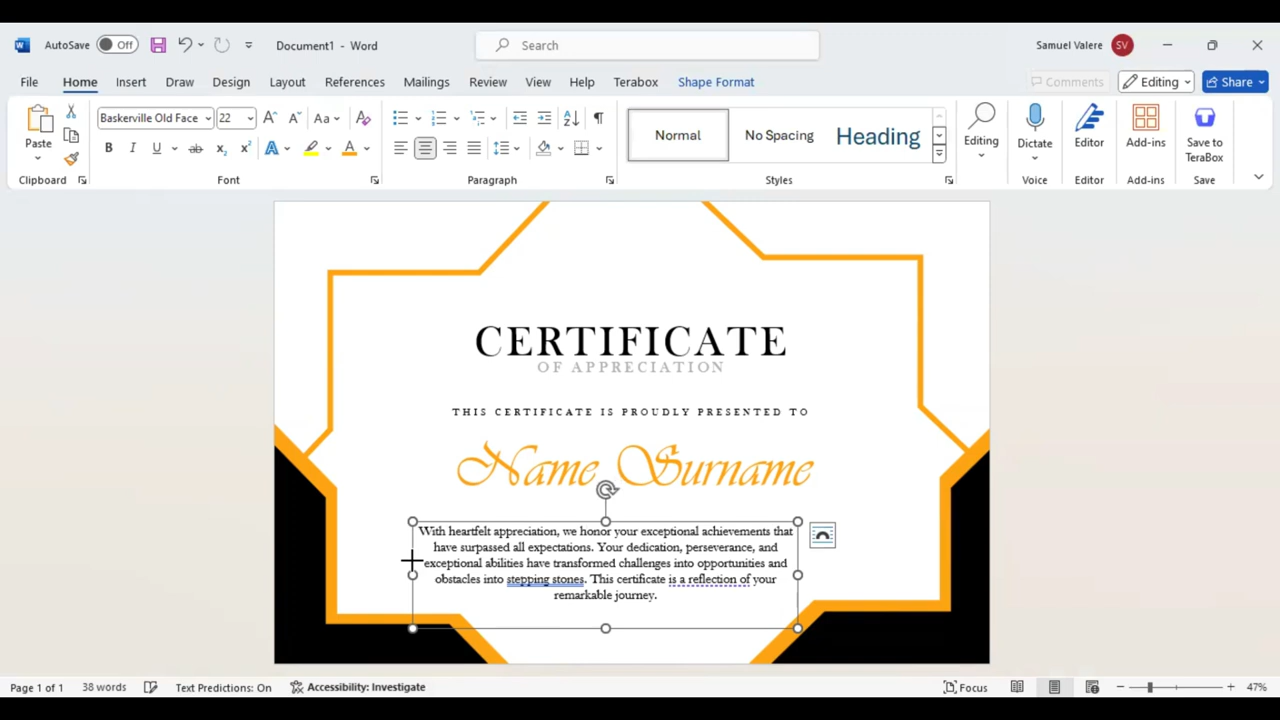 AutoSave Off Document1 - Word Search Samuel Valere SV
File Home Insert Draw Design Layout References Mailings Review View Help Terabox Shape Format Comments Editing Share
Baskerville Old Face 22
Paste
Normal No Spacing Heading
Editing Dictate Editor Add-ins Save to TeraBox
Clipboard Font Paragraph Styles Voice Editor Add-ins Save
CERTIFICATE
OF APPRECIATION
THIS CERTIFICATE IS PROUDLY PRESENTED TO
Name Surname
With heartfelt appreciation, we honor your exceptional achievements that
have surpassed all expectations. Your dedication, perseverance, and
exceptional abilities have transformed challenges into opportunities and
obstacles into stepping stones. This certificate is a reflection of your
remarkable journey.
Page 1 of 1 38 words Text Predictions: On Accessibility: Investigate Focus 47%